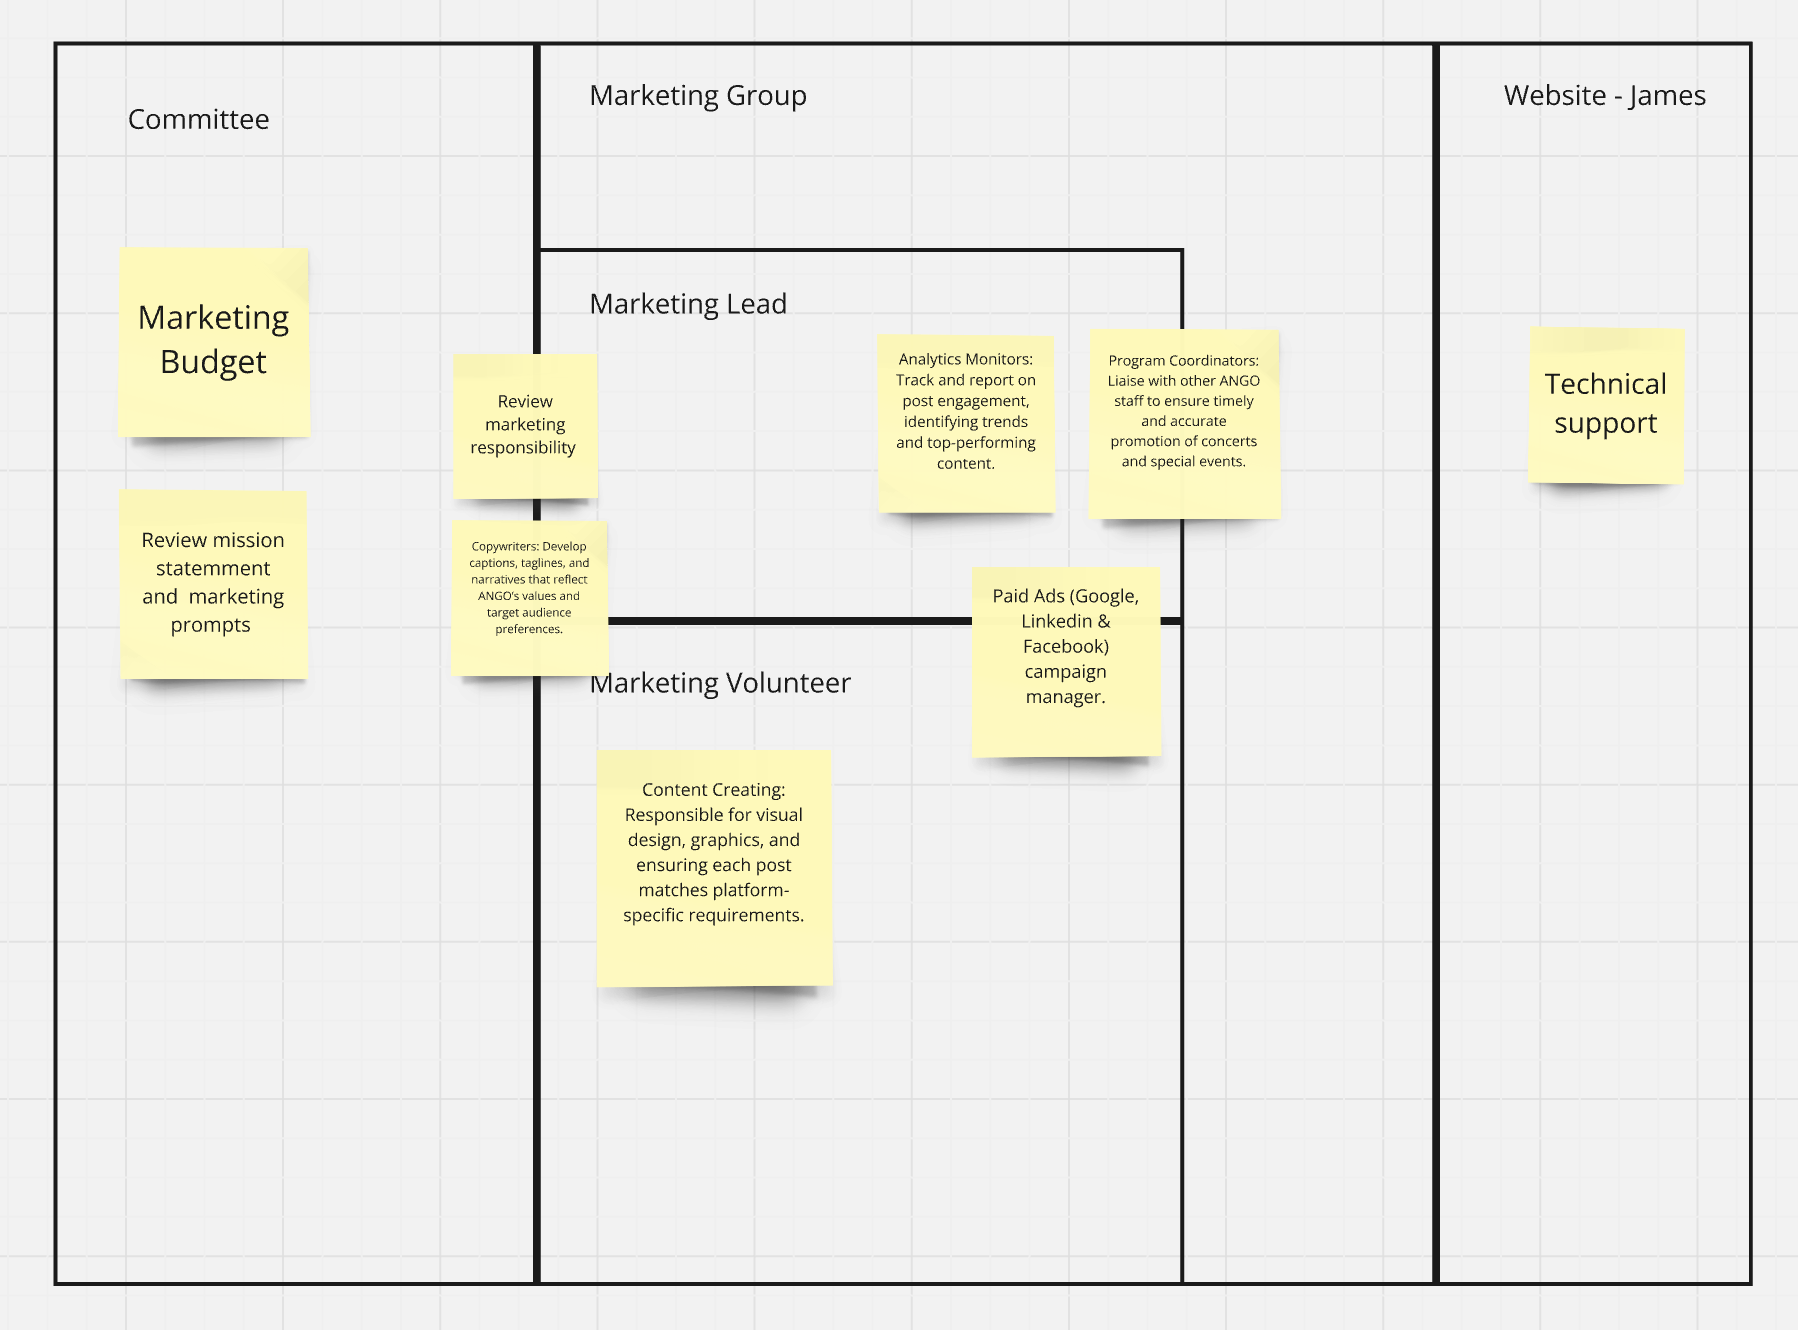 Committee
Marketing Group
Website - James
Marketing
Budget
Review mission
statemment
and  marketing
prompts
Review
marketing
responsibility
Copywriters: Develop
captions, taglines, and
narratives that reflect
ANGO's values and
target audience
preferences.
Marketing Lead
Analytics Monitors:
Track and report on
post engagement,
identifying trends
and top-performing
content.
Program Coordinators:
Liaise with other ANGO
staff to ensure timely
and accurate
promotion of concerts
and special events.
Paid Ads (Google,
Linkedin &
Facebook)
campaign
manager.
Marketing Volunteer
Content Creating:
Responsible for visual
design, graphics, and
ensuring each post
matches platform-
specific requirements.
Technical
support